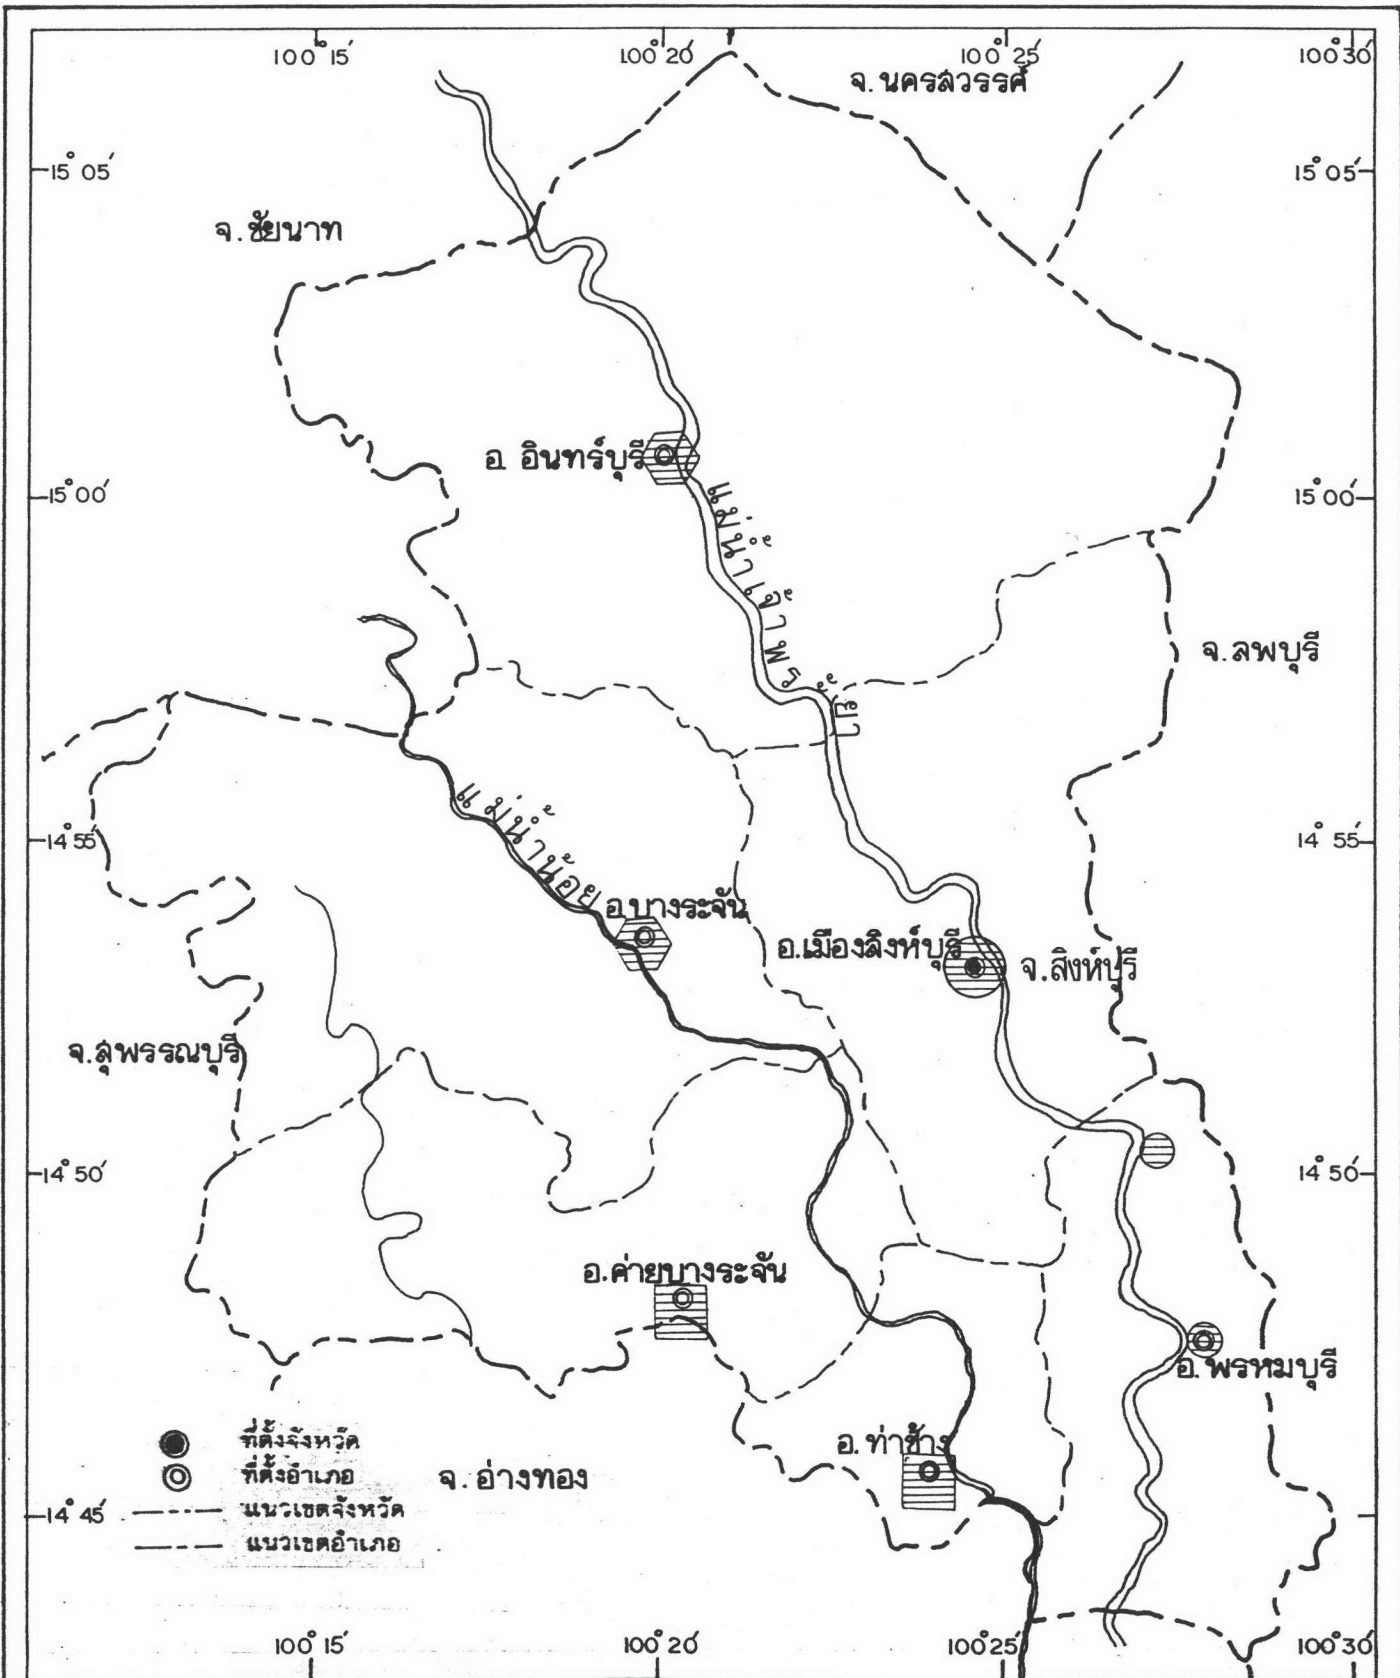 100°15′ 100°20′ 100°25′ 100°30′
จ.นครสวรรค์
15°05′ 15°05′
จ.ชัยนาท
อ. อินทร์บุรี
15°00′ 15°00′
แม่น้ำเจ้าพระยา
จ.ลพบุรี
14°55′ 14°55′
แม่น้ำน้อย
อ.บางระจัน
อ.เมืองสิงห์บุรี จ.สิงห์บุรี
จ.สุพรรณบุรี
14°50′ 14°50′
อ.ค่ายบางระจัน
อ.พรหมบุรี
อ.ท่าช้าง
ที่ตั้งจังหวัด
ที่ตั้งอำเภอ
จ.อ่างทอง
แนวเขตจังหวัด
14°45′
แนวเขตอำเภอ
100°15′ 100°20′ 100°25′ 100°30′